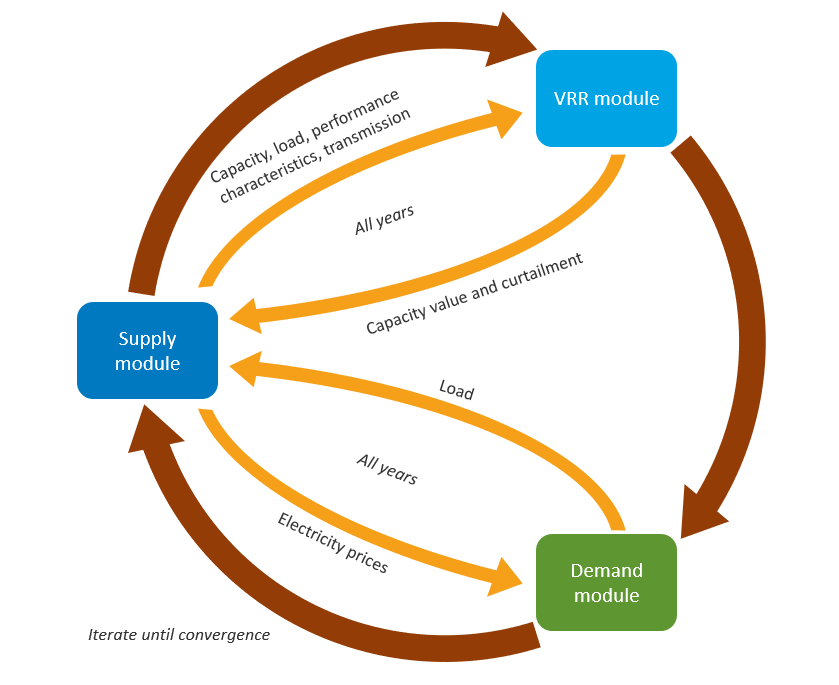 VRR module
Capacity, load, performance
characteristics, transmission
All years
Capacity value and curtailment
Supply
module
Load
All years
Electricity prices
Demand
module
Iterate until convergence